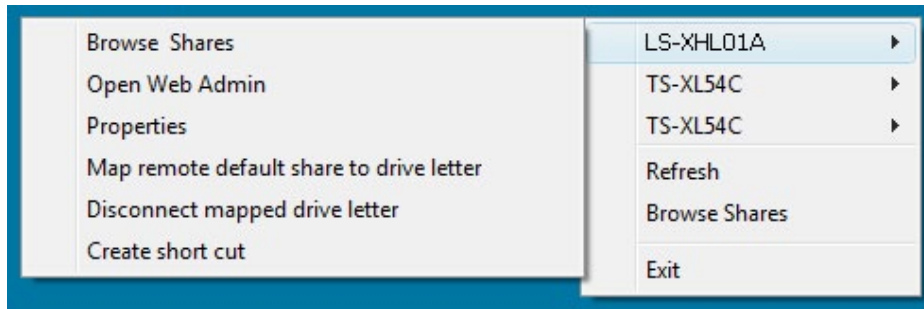 Browse  Shares
Open Web Admin
Properties
Map remote default share to drive letter
Disconnect mapped drive letter
Create short cut
LS-XHL01A
TS-XL54C
TS-XL54C
Refresh
Browse Shares
Exit